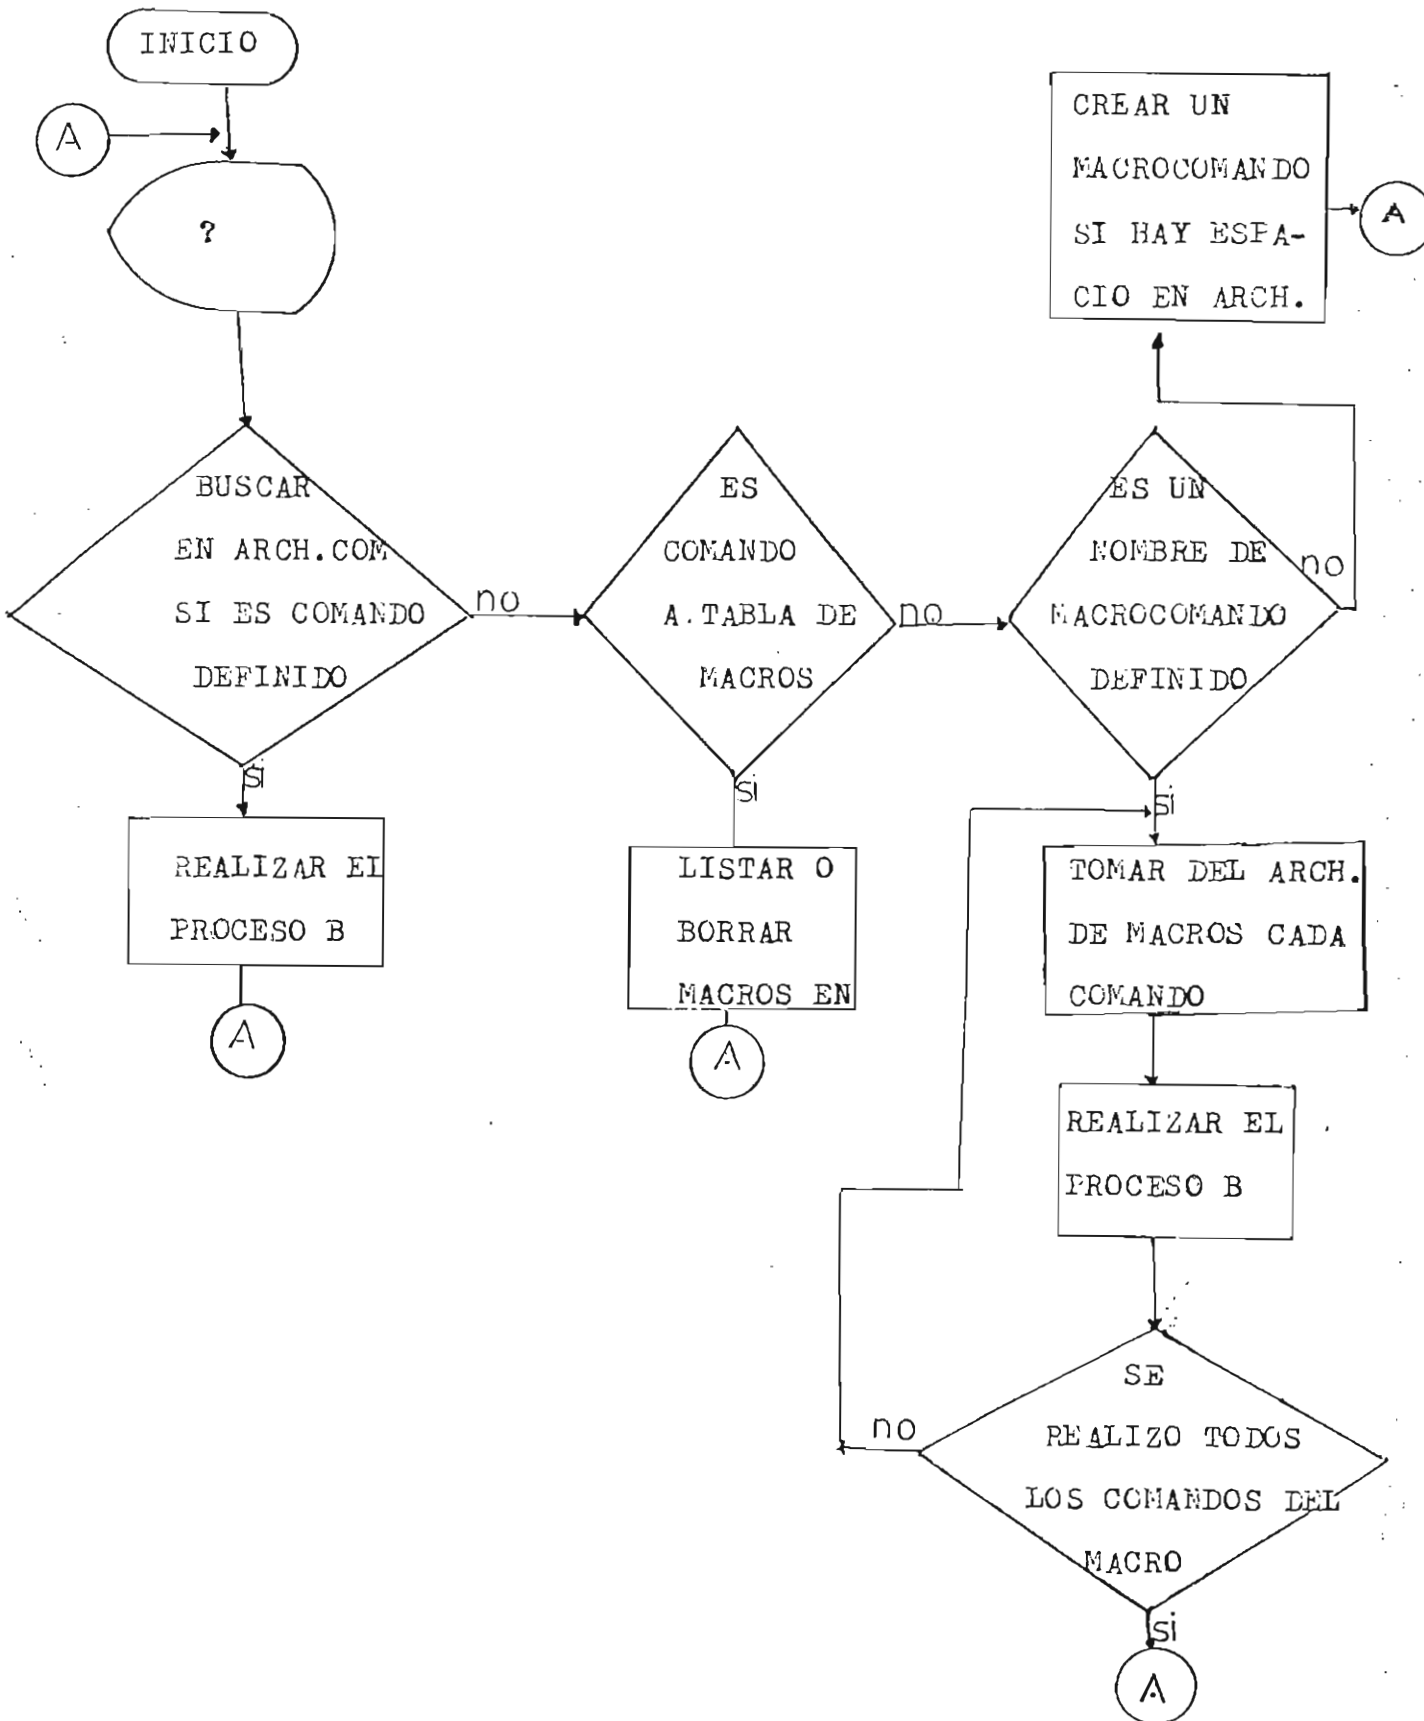 INICIO
A
?
BUSCAR
EN ARCH.COM
SI ES COMANDO
DEFINIDO
no
si
REALIZAR EL
PROCESO B
A
ES
COMANDO
A.TABLA DE
MACROS
no
si
LISTAR O
BORRAR
MACROS EN
A
ES UN
NOMBRE DE
MACROCOMANDO
DEFINIDO
no
CREAR UN
MACROCOMANDO
SI HAY ESPA-
CIO EN ARCH.
A
si
TOMAR DEL ARCH.
DE MACROS CADA
COMANDO
REALIZAR EL
PROCESO B
SE
REALIZO TODOS
LOS COMANDOS DEL
MACRO
no
si
A